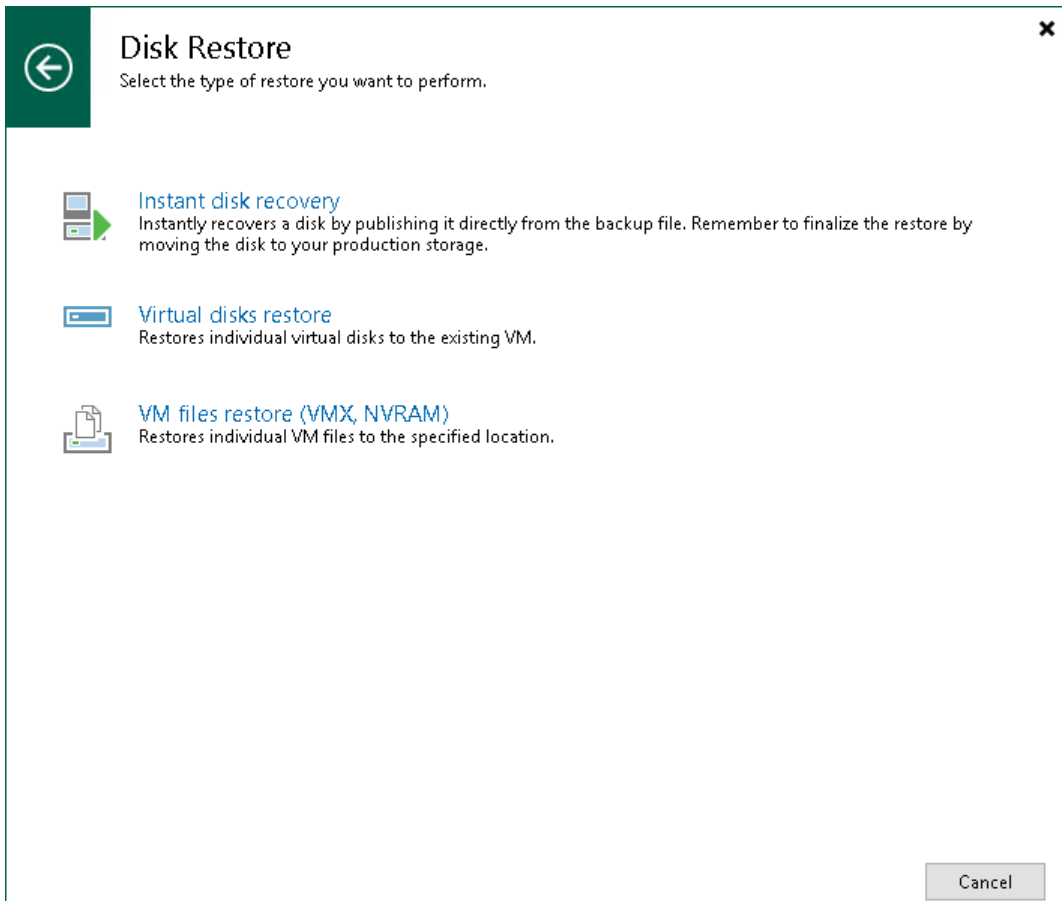 Disk Restore
Select the type of restore you want to perform.
Instant disk recovery
Instantly recovers a disk by publishing it directly from the backup file. Remember to finalize the restore by
moving the disk to your production storage.
Virtual disks restore
Restores individual virtual disks to the existing VM.
VM files restore (VMX, NVRAM)
Restores individual VM files to the specified location.
Cancel